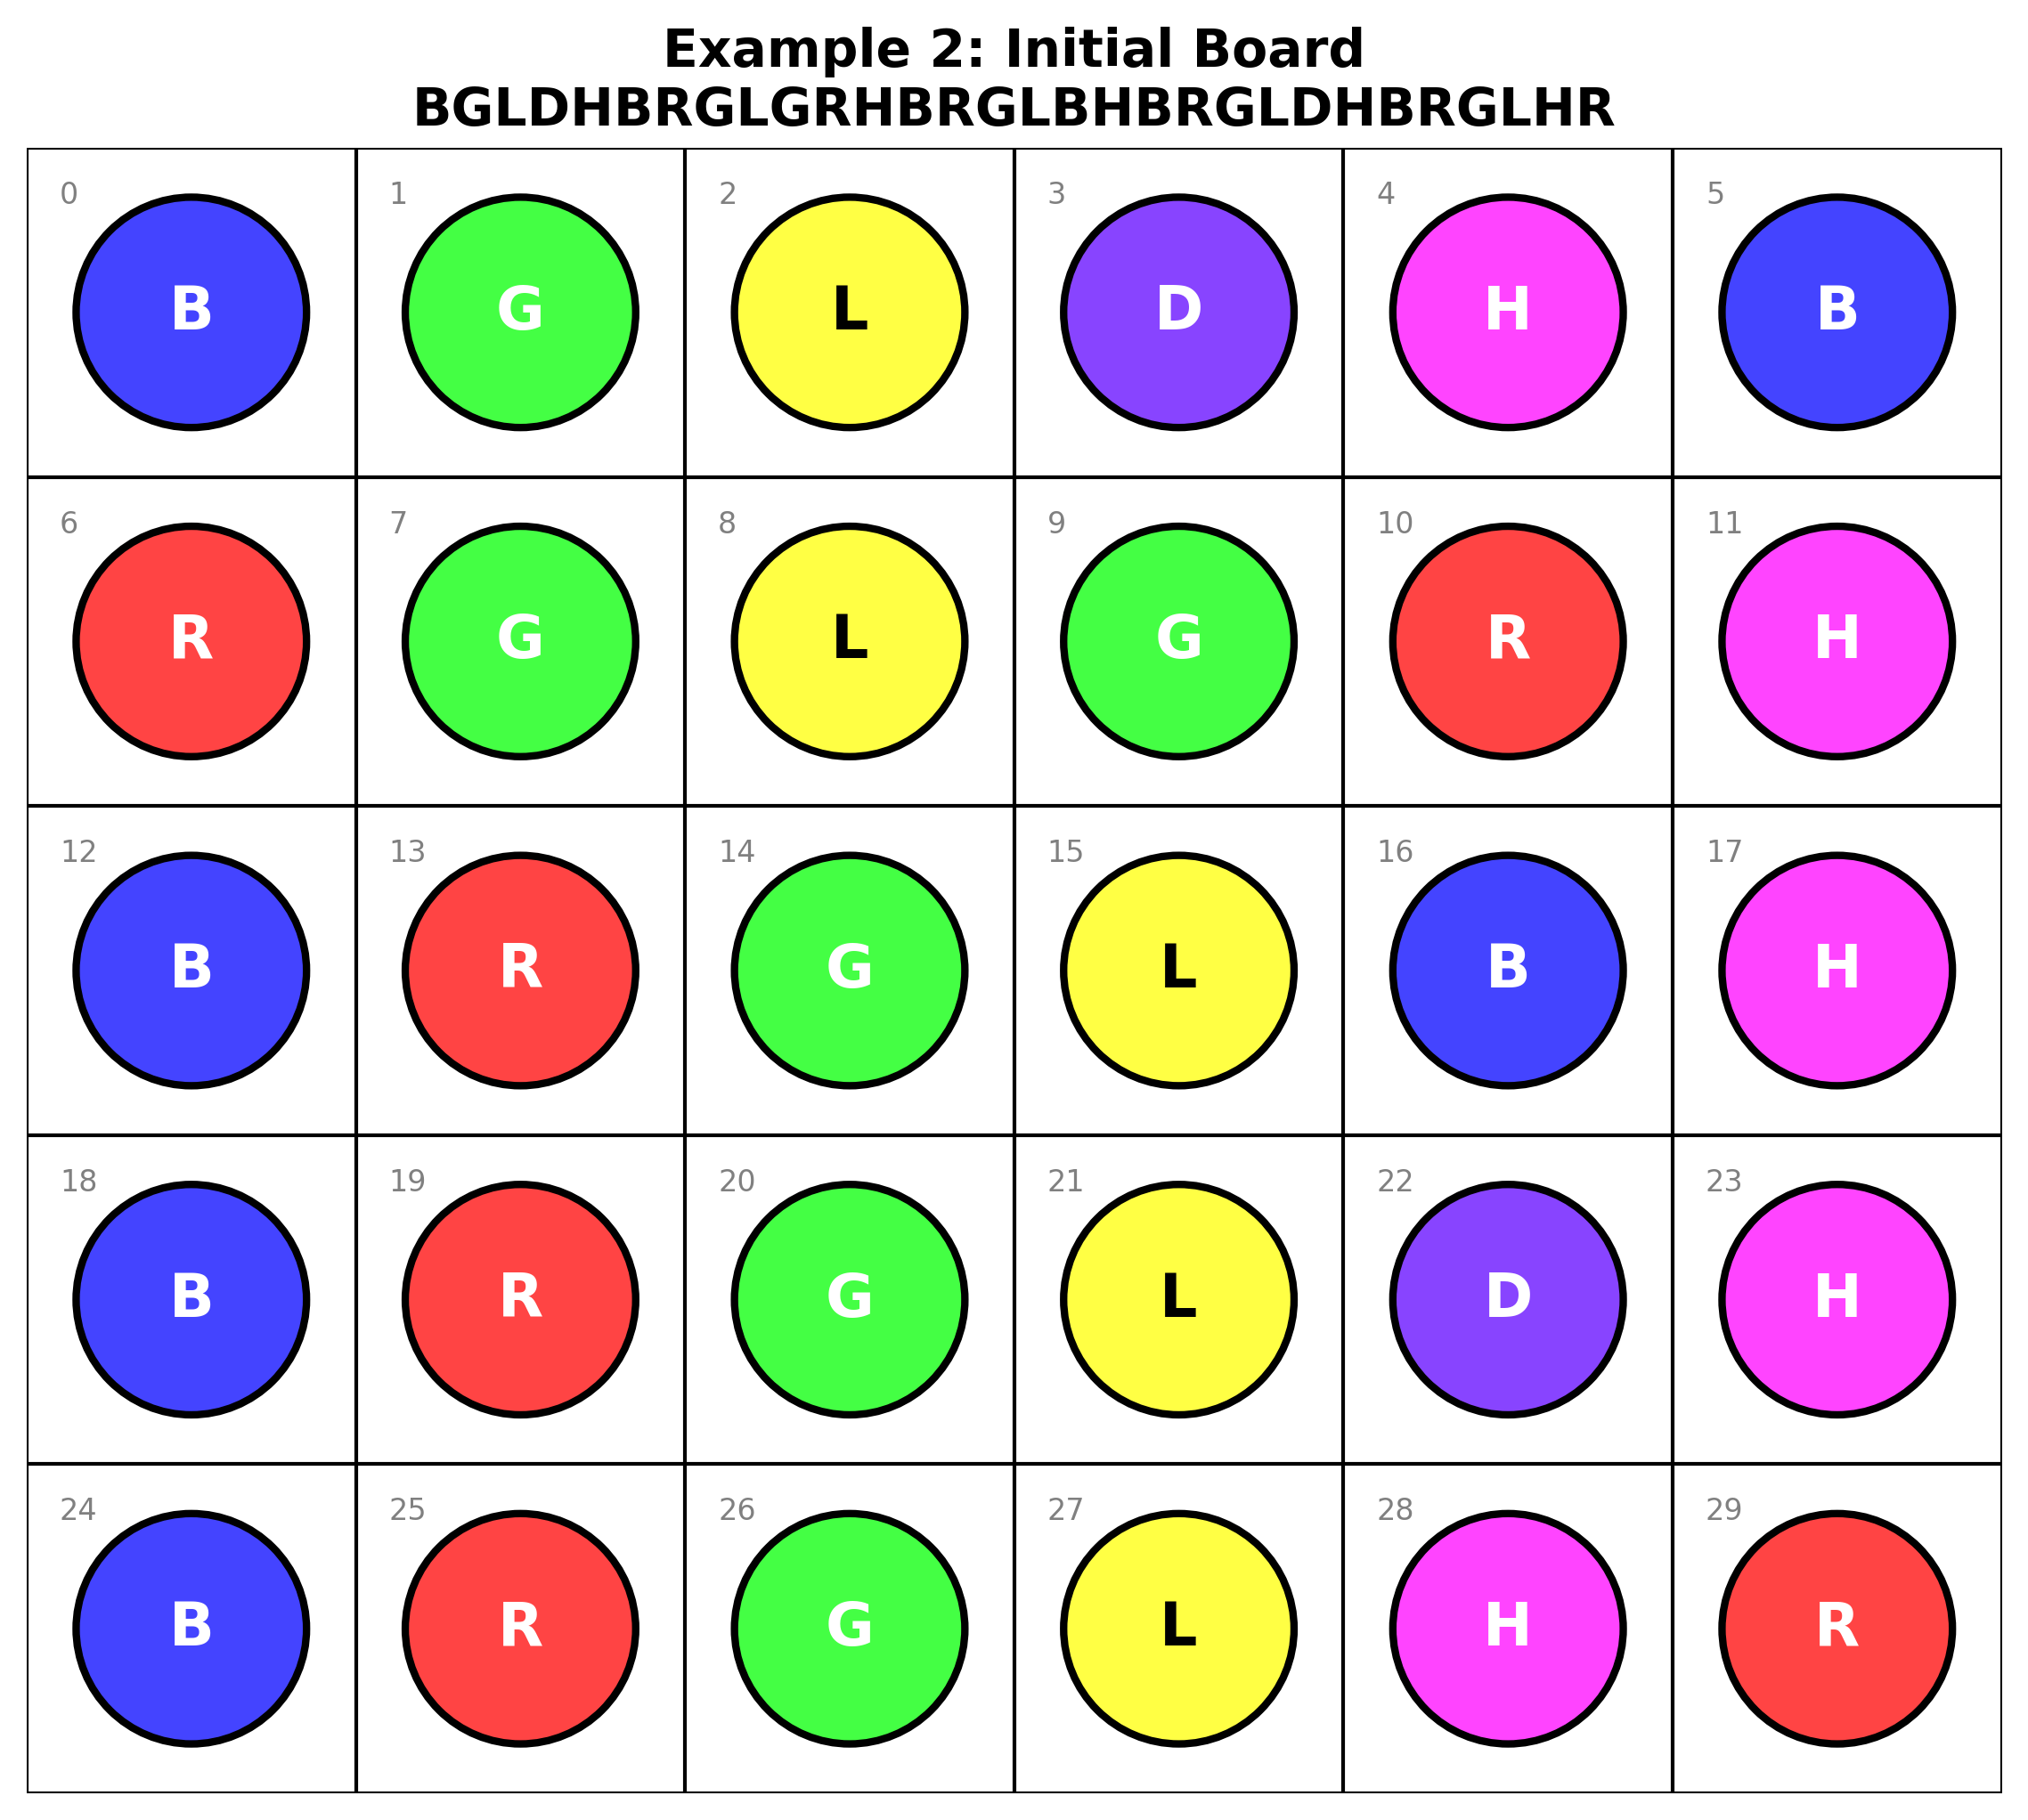 Example 2: Initial Board
BGLDHBRGLGRHBRGLBHBRGLDHBRGLHR
0 1 2 3 4 5
B G L D H B
6 7 8 9 10 11
R G L G R H
12 13 14 15 16 17
B R G L B H
18 19 20 21 22 23
B R G L D H
24 25 26 27 28 29
B R G L H R